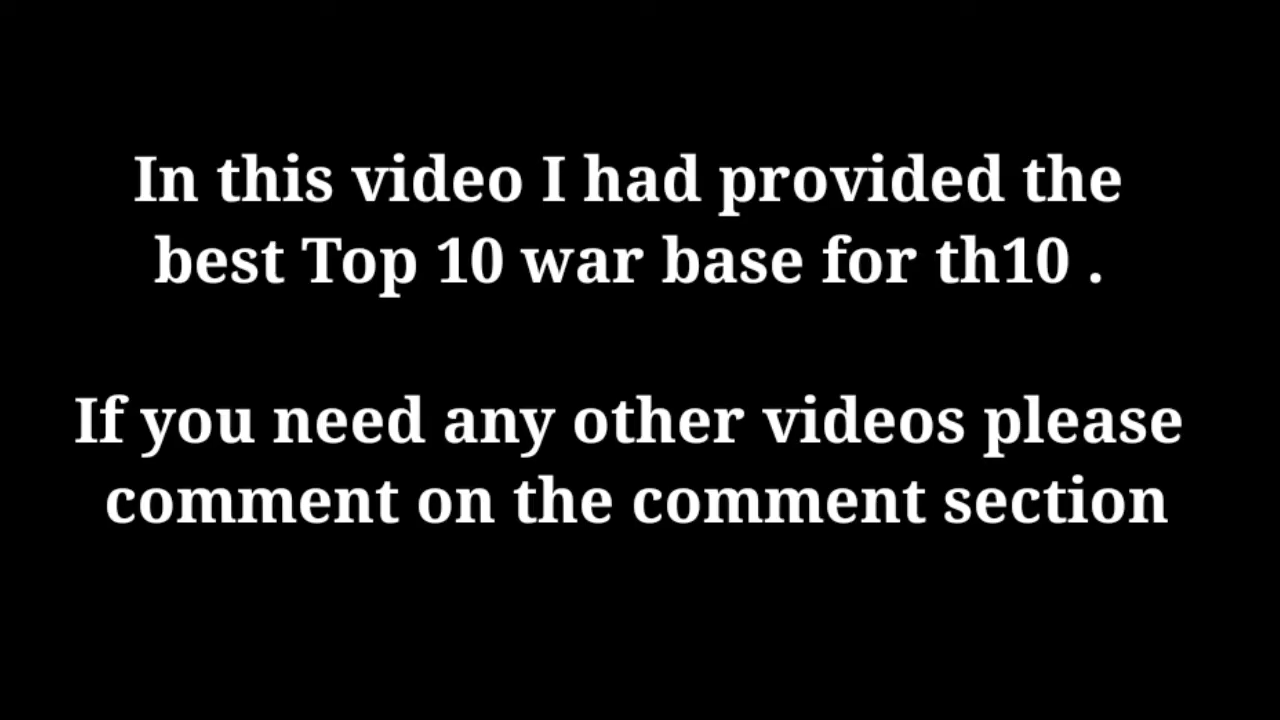 In this video I had provided the
best Top 10 war base for th10 .
If you need any other videos please
comment on the comment section